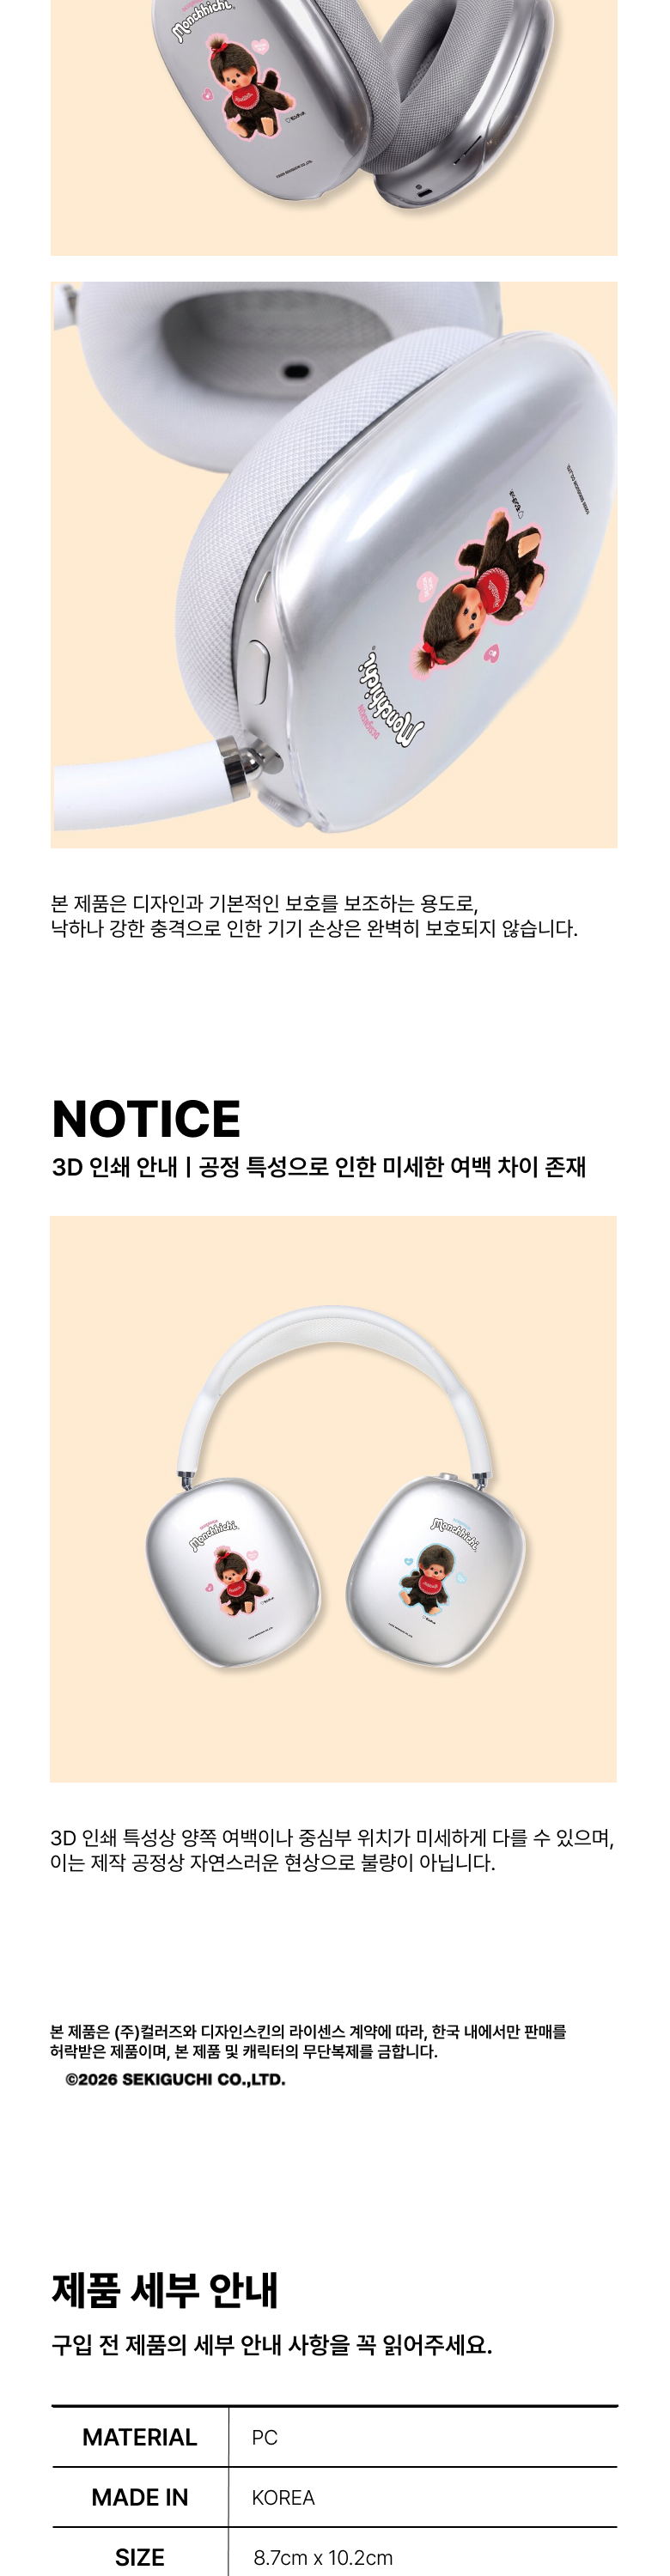 Monchhichi
Monchhichi
본 제품은 디자인과 기본적인 보호를 보조하는 용도로,
낙하나 강한 충격으로 인한 기기 손상은 완벽히 보호되지 않습니다.
NOTICE
3D 인쇄 안내 | 공정 특성으로 인한 미세한 여백 차이 존재
Monchhichi
Monchhichi
3D 인쇄 특성상 양쪽 여백이나 중심부 위치가 미세하게 다를 수 있으며,
이는 제작 공정상 자연스러운 현상으로 불량이 아닙니다.
본 제품은 (주)컬러즈와 디자인스킨의 라이센스 계약에 따라, 한국 내에서만 판매를
허락받은 제품이며, 본 제품 및 캐릭터의 무단복제를 금합니다.
©2026 SEKIGUCHI CO.,LTD.
제품 세부 안내
구입 전 제품의 세부 안내 사항을 꼭 읽어주세요.
MATERIAL PC
MADE IN KOREA
SIZE 8.7cm x 10.2cm